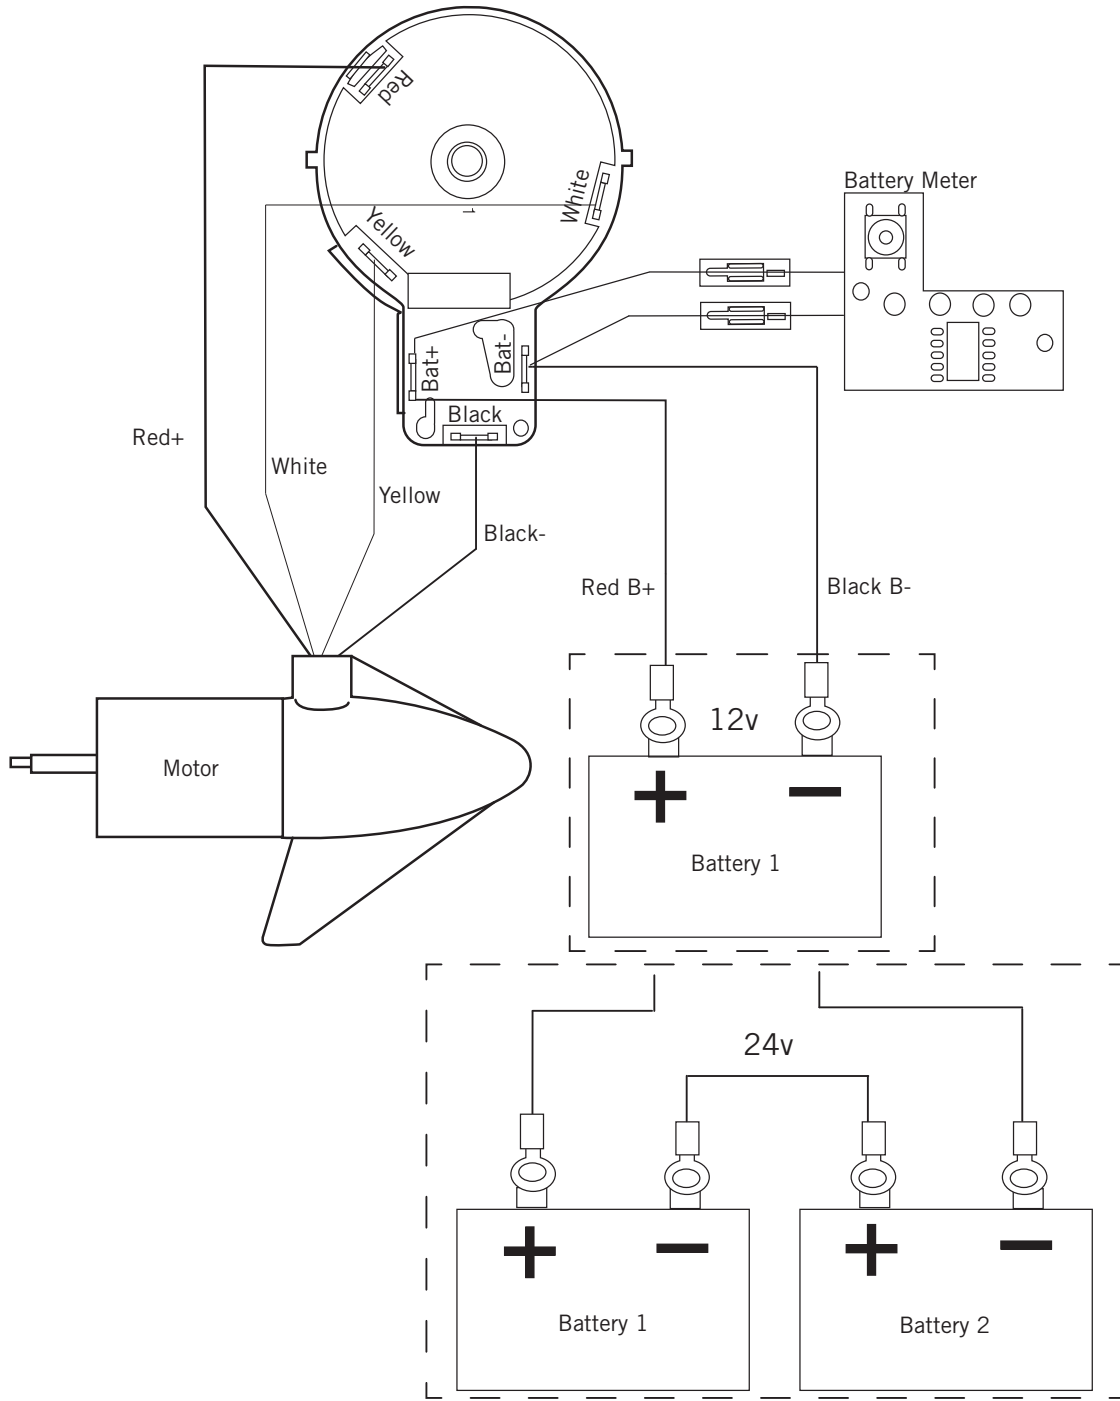 Red
White
Battery Meter
Yellow
1
Bat+
Bat-
Black
Red+
White
Yellow
Black-
Red B+
Black B-
12v
Motor
+
−
Battery 1
24v
+
−
+
−
Battery 1
Battery 2